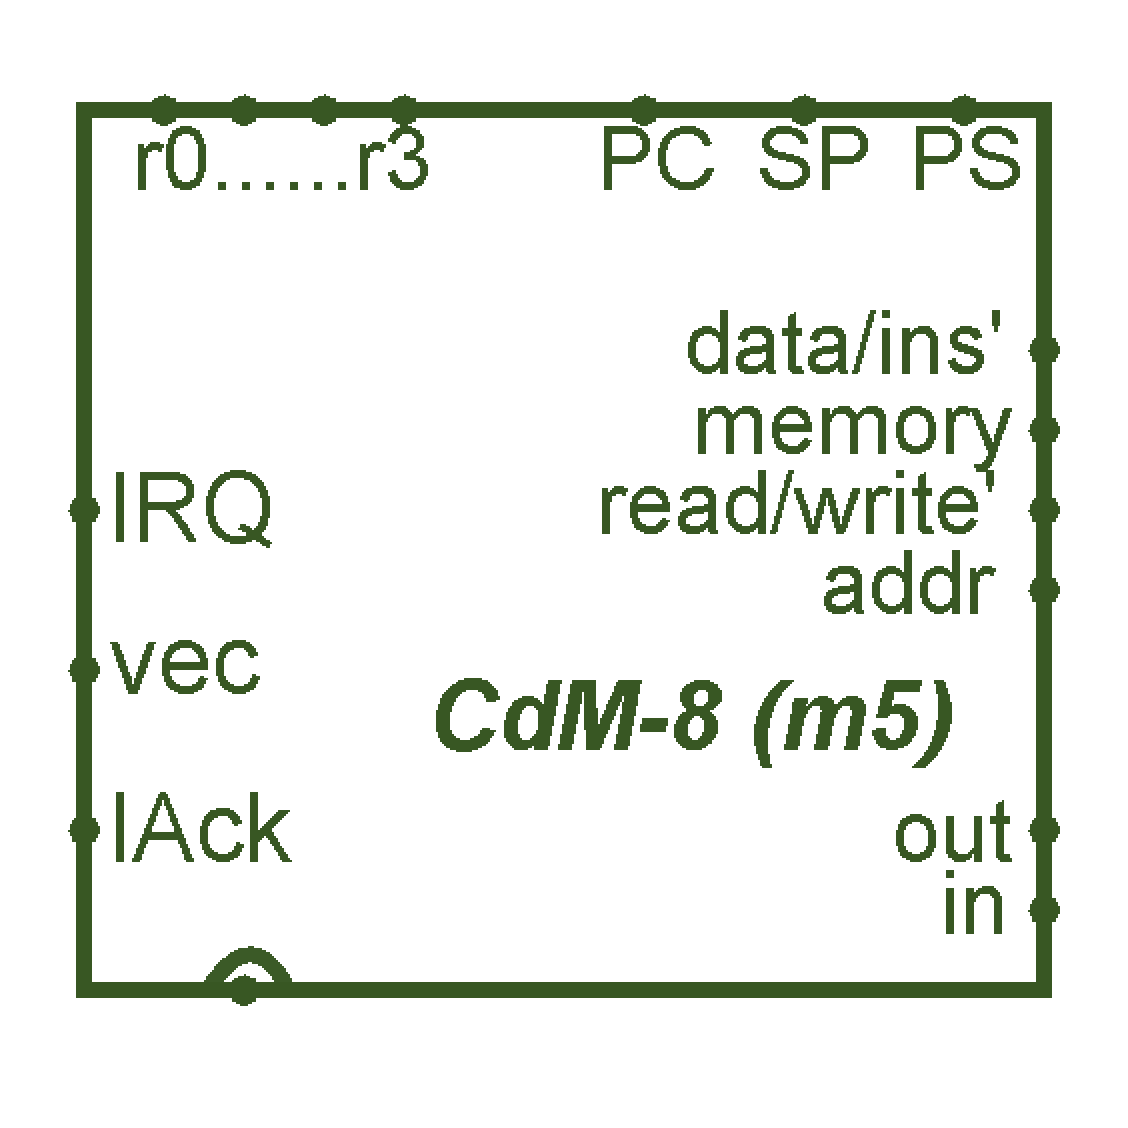 r0......r3 PC SP PS
data/ins'
memory
IRQ read/write'
addr
vec
CdM-8 (m5)
IAck out
in